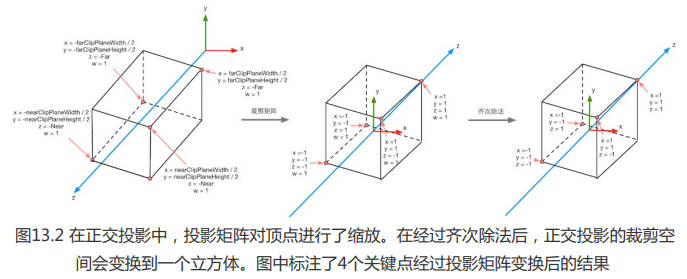 x = -farClipPlaneWidth / 2
y = -farClipPlaneHeight / 2
z = -Far
w = 1
x
y
x = farClipPlaneWidth / 2
y = farClipPlaneHeight / 2
z = -Far
w = 1
x = -nearClipPlaneWidth / 2
y = -nearClipPlaneHeight / 2
z = -Near
w = 1
x = nearClipPlaneWidth / 2
y = nearClipPlaneHeight / 2
z = -Near
w = 1
z
裁剪矩阵
z
y
x
x = 1
y = 1
z = 1
w = 1
x =-1
y = -1
z = 1
w = 1
x =-1
y = -1
z = -1
w = 1
x = 1
y = 1
z = -1
w = 1
齐次除法
z
y
x
x = 1
y = 1
z = 1
x =-1
y = -1
z = 1
x =-1
y = -1
z = -1
x = 1
y = 1
z = -1
图13.2 在正交投影中，投影矩阵对顶点进行了缩放。在经过齐次除法后，正交投影的裁剪空
间会变换到一个立方体。图中标注了4个关键点经过投影矩阵变换后的结果